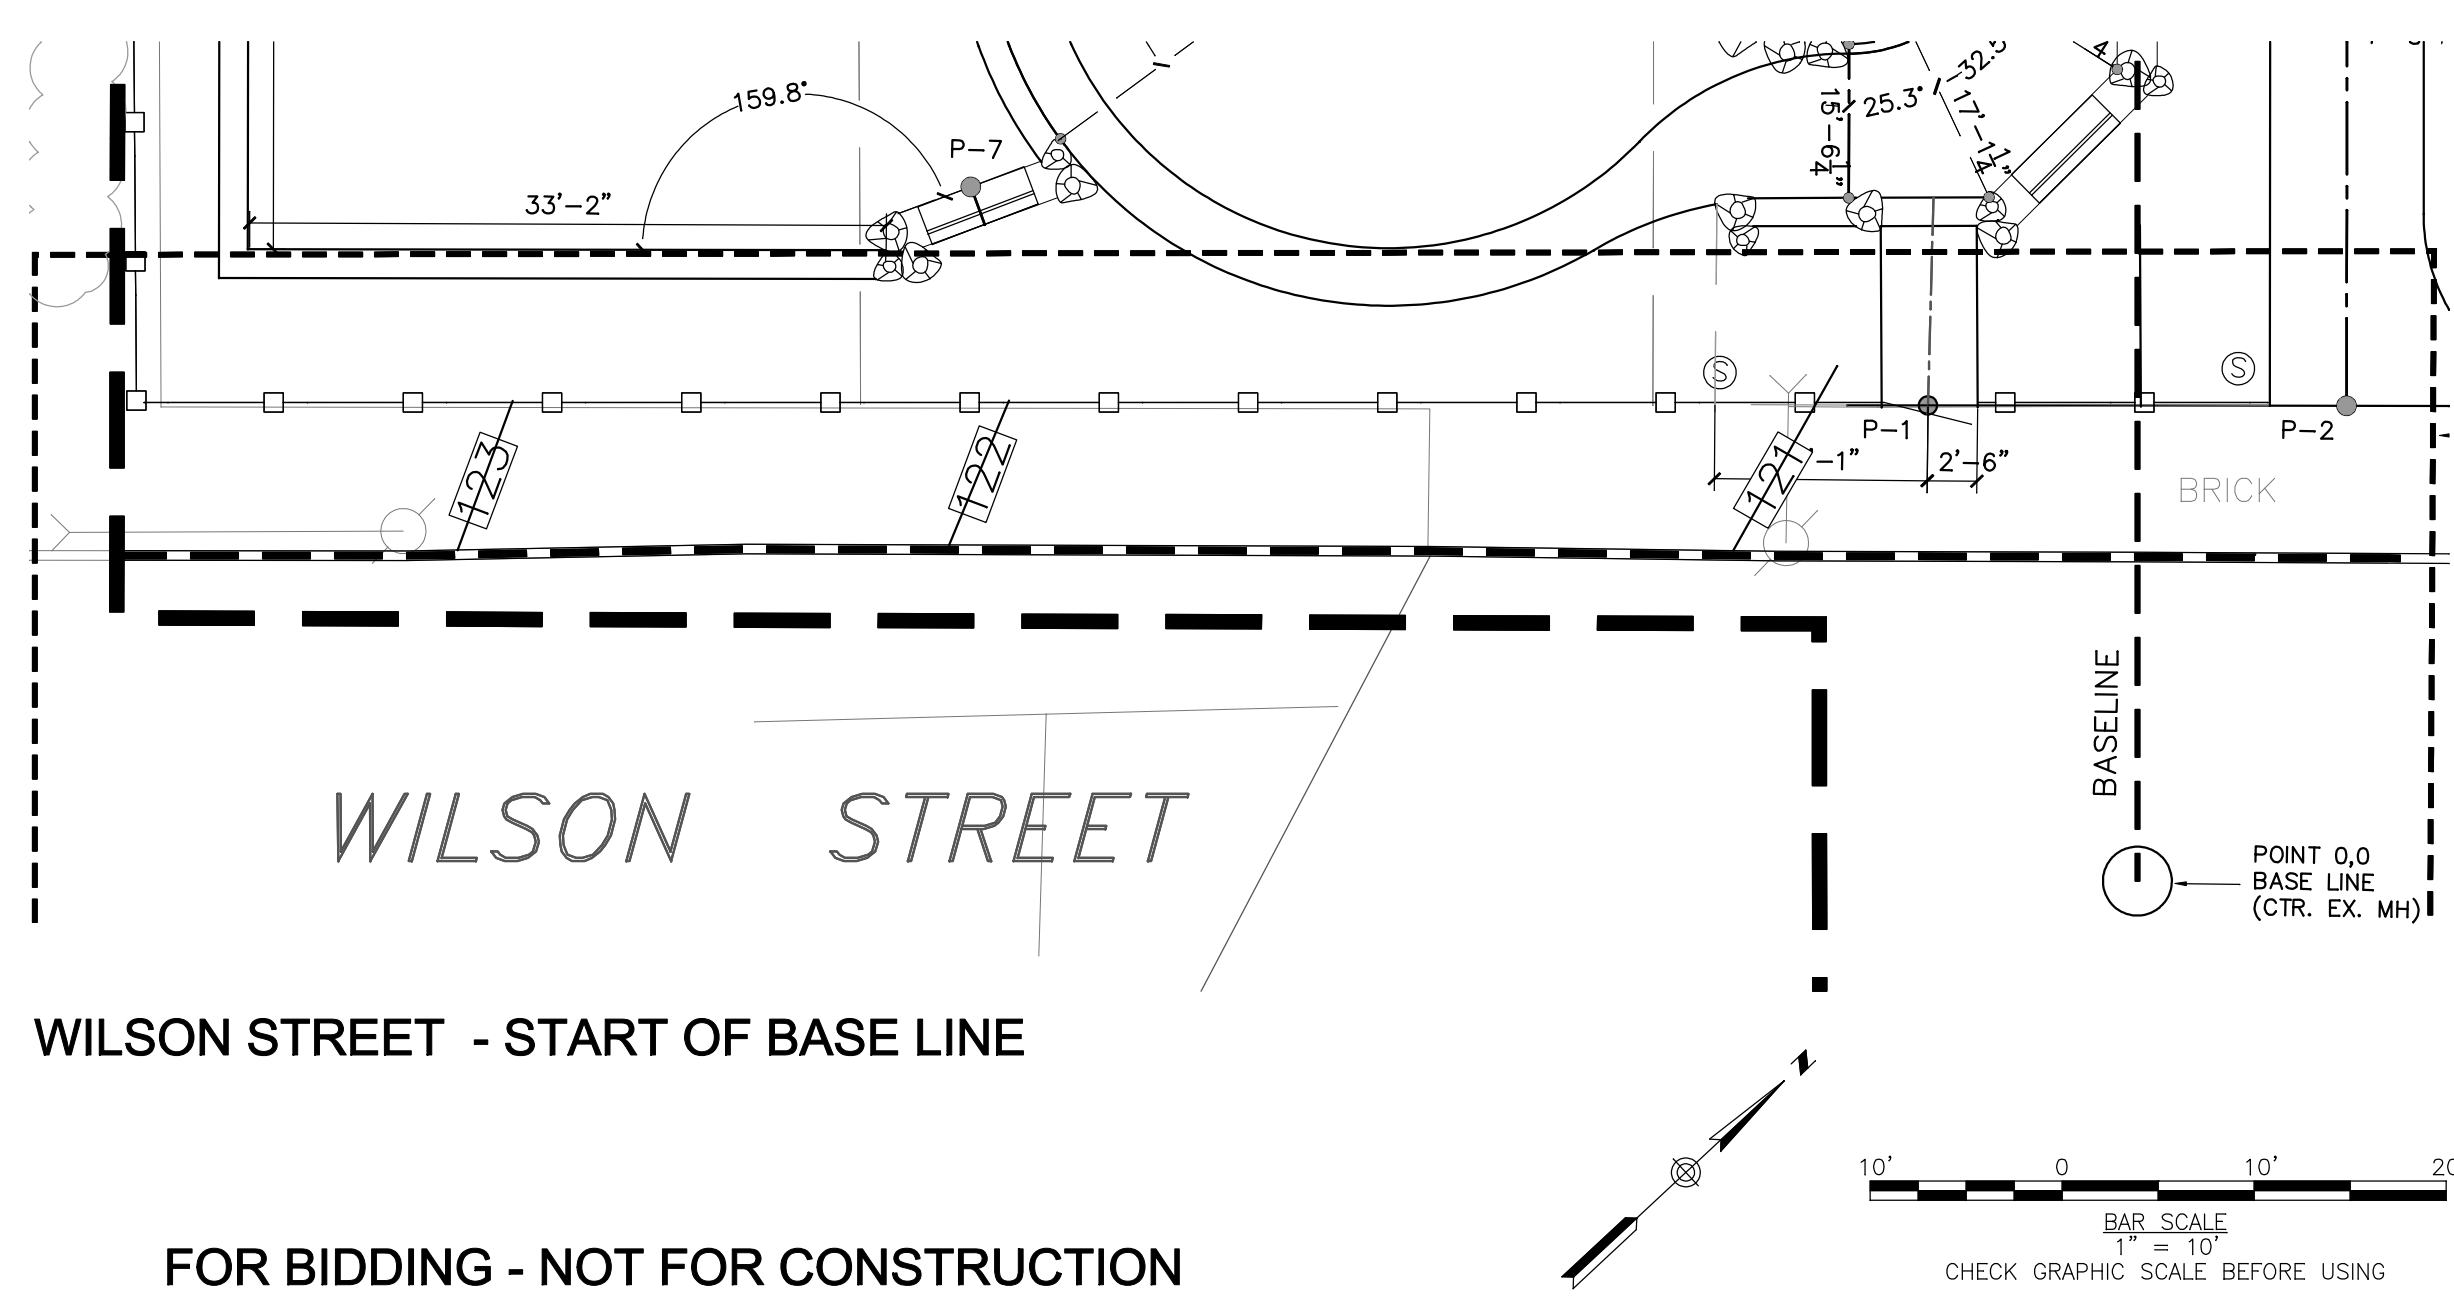 159.8°
P-7
33'-2"
15'-6 1/4"
25.3°
17'-1 1/4"
4
S
S
123
122
121
P-1
-1"
2'-6"
P-2
BRICK
BASELINE
WILSON STREET
POINT 0,0
BASE LINE
(CTR. EX. MH)
WILSON STREET - START OF BASE LINE
N
10' 0 10'
BAR SCALE
1" = 10'
CHECK GRAPHIC SCALE BEFORE USING
FOR BIDDING - NOT FOR CONSTRUCTION